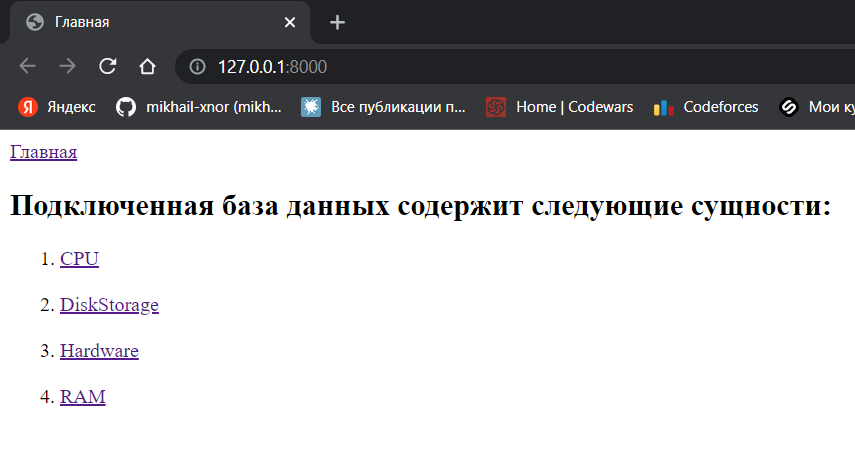 Главная
127.0.0.1:8000
Яндекс mikhail-xnor (mikh... Все публикации п... Home | Codewars Codeforces Мои ку
Главная
Подключенная база данных содержит следующие сущности:
1. CPU
2. DiskStorage
3. Hardware
4. RAM